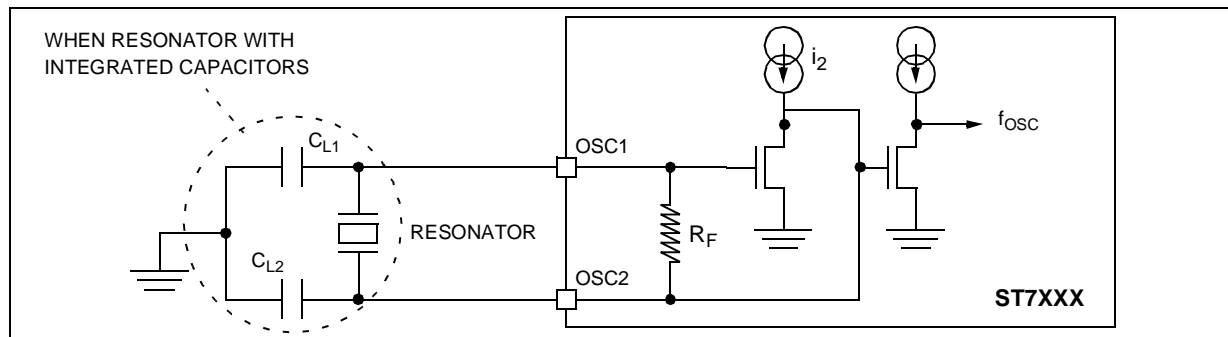 WHEN RESONATOR WITH
INTEGRATED CAPACITORS
i2
fOSC
CL1
OSC1
RESONATOR
RF
CL2
OSC2
ST7XXX